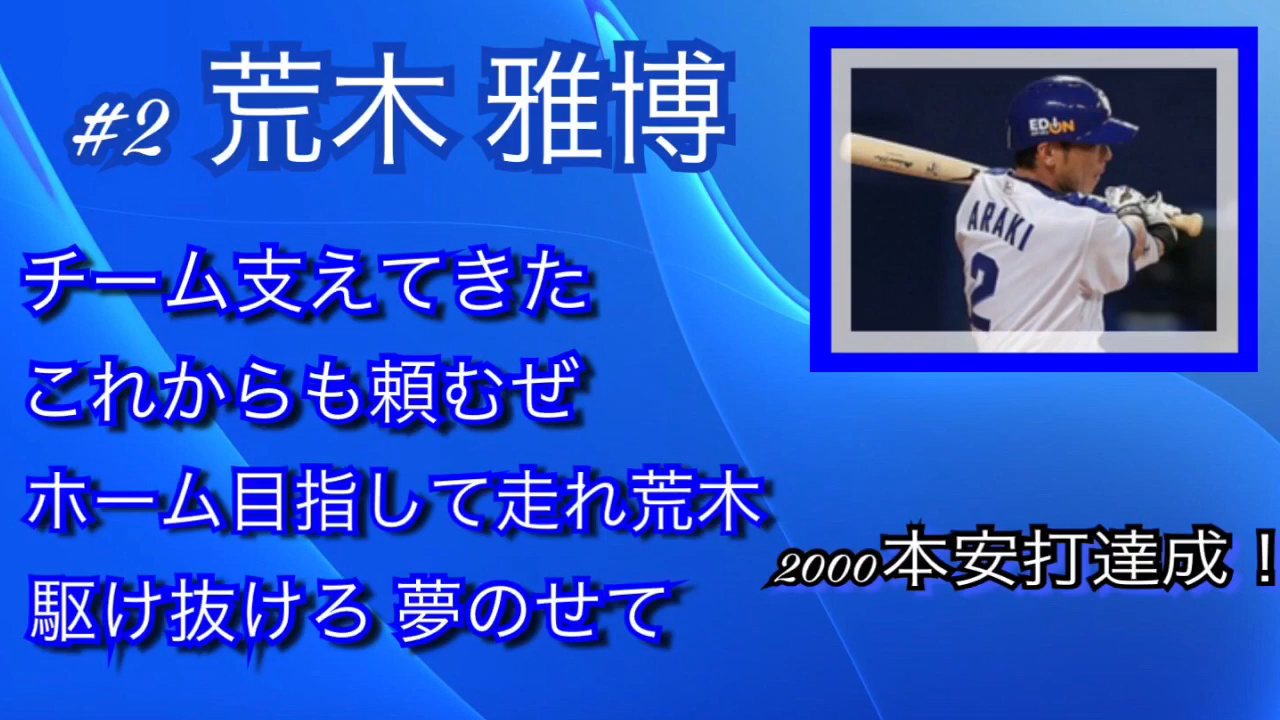 #2 荒木 雅博
EDION
ARAKI
2
チーム支えてきた
これからも頼むぜ
ホーム目指して走れ荒木
駆け抜けろ 夢のせて
2000本安打達成！